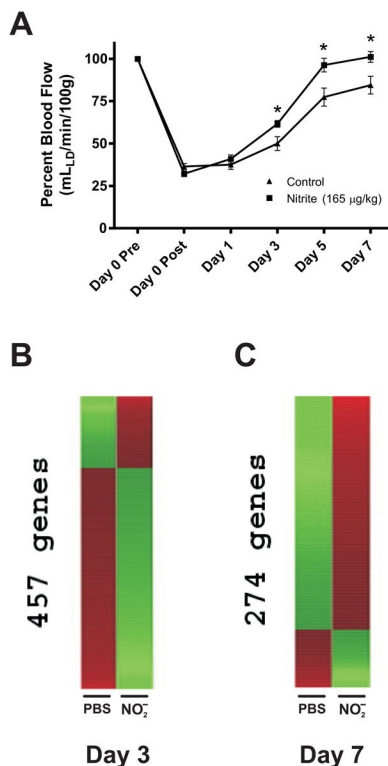 A
Percent Blood Flow
(mL_LD/min/100g)
100
75
50
25
0
*
*
*
Control
Nitrite (165 µg/kg)
Day 0 Pre
Day 0 Post
Day 1
Day 3
Day 5
Day 7
B
C
457 genes
274 genes
PBS NO₂⁻
PBS NO₂⁻
Day 3
Day 7